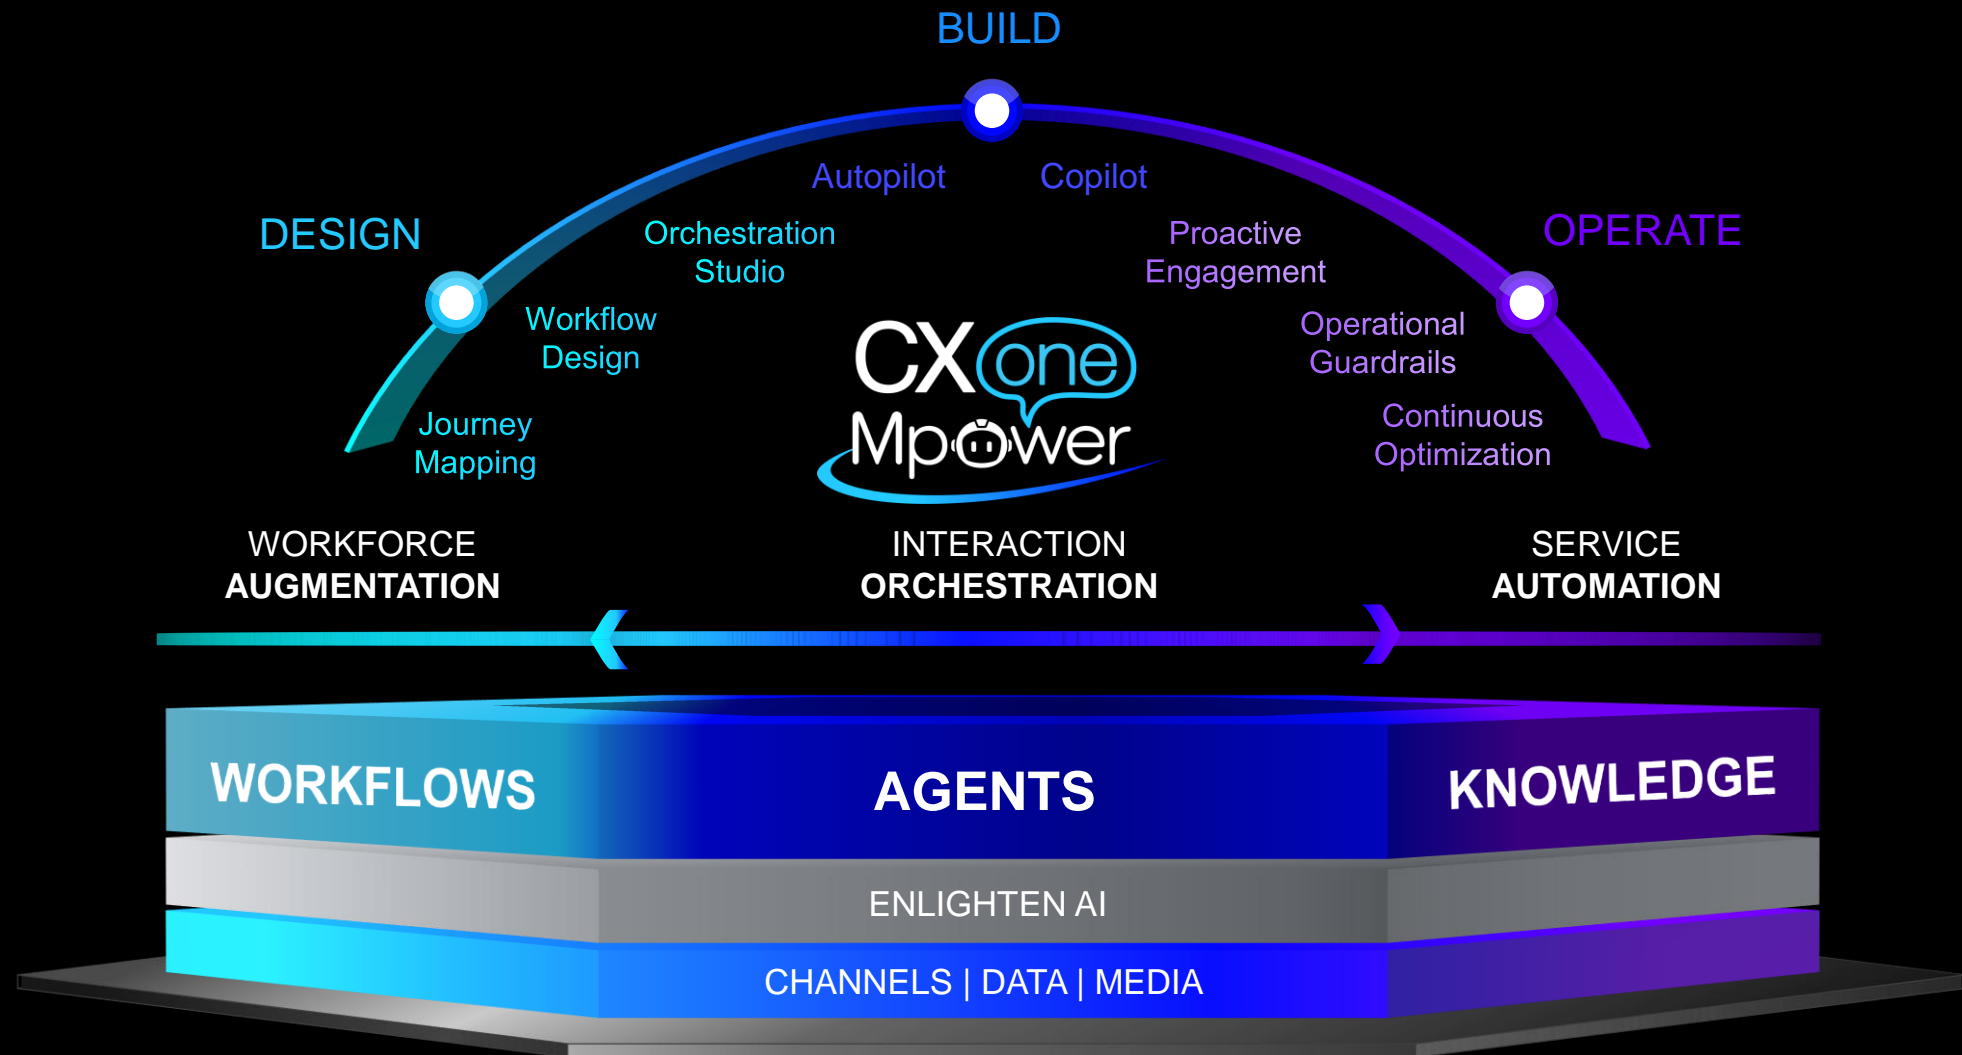 BUILD
Autopilot
Copilot
DESIGN
OPERATE
Orchestration
Studio
Proactive
Engagement
Workflow
Design
Operational
Guardrails
Journey
Mapping
Continuous
Optimization
CXone
Mpower
WORKFORCE
AUGMENTATION
INTERACTION
ORCHESTRATION
SERVICE
AUTOMATION
WORKFLOWS
AGENTS
KNOWLEDGE
ENLIGHTEN AI
CHANNELS | DATA | MEDIA